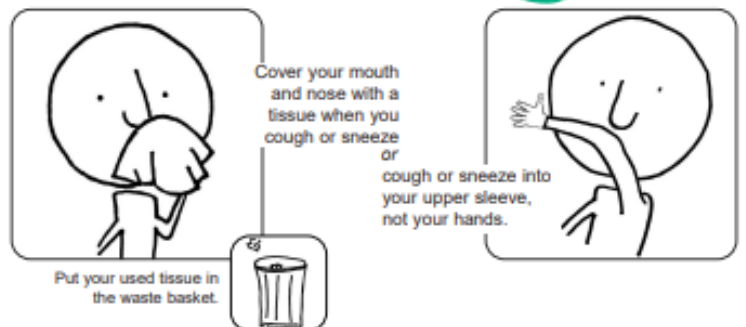 Cover your mouth
and nose with a
tissue when you
cough or sneeze
or
cough or sneeze into
your upper sleeve,
not your hands.
Put your used tissue in
the waste basket.